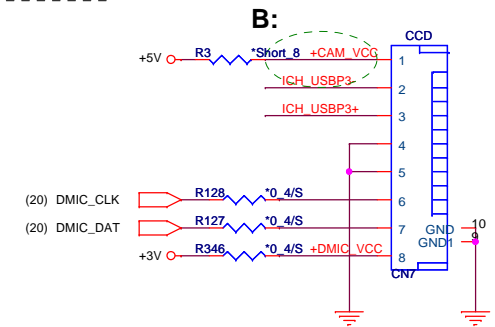 B:
CCD
+5V R3 *Short_8 +CAM_VCC 1
ICH_USBP3- 2
ICH_USBP3+ 3
4
5
(20) DMIC_CLK R128 *0_4/S 6
(20) DMIC_DAT R127 *0_4/S 7
GND 10
GND1 9
+3V R346 *0_4/S +DMIC_VCC 8
CN7